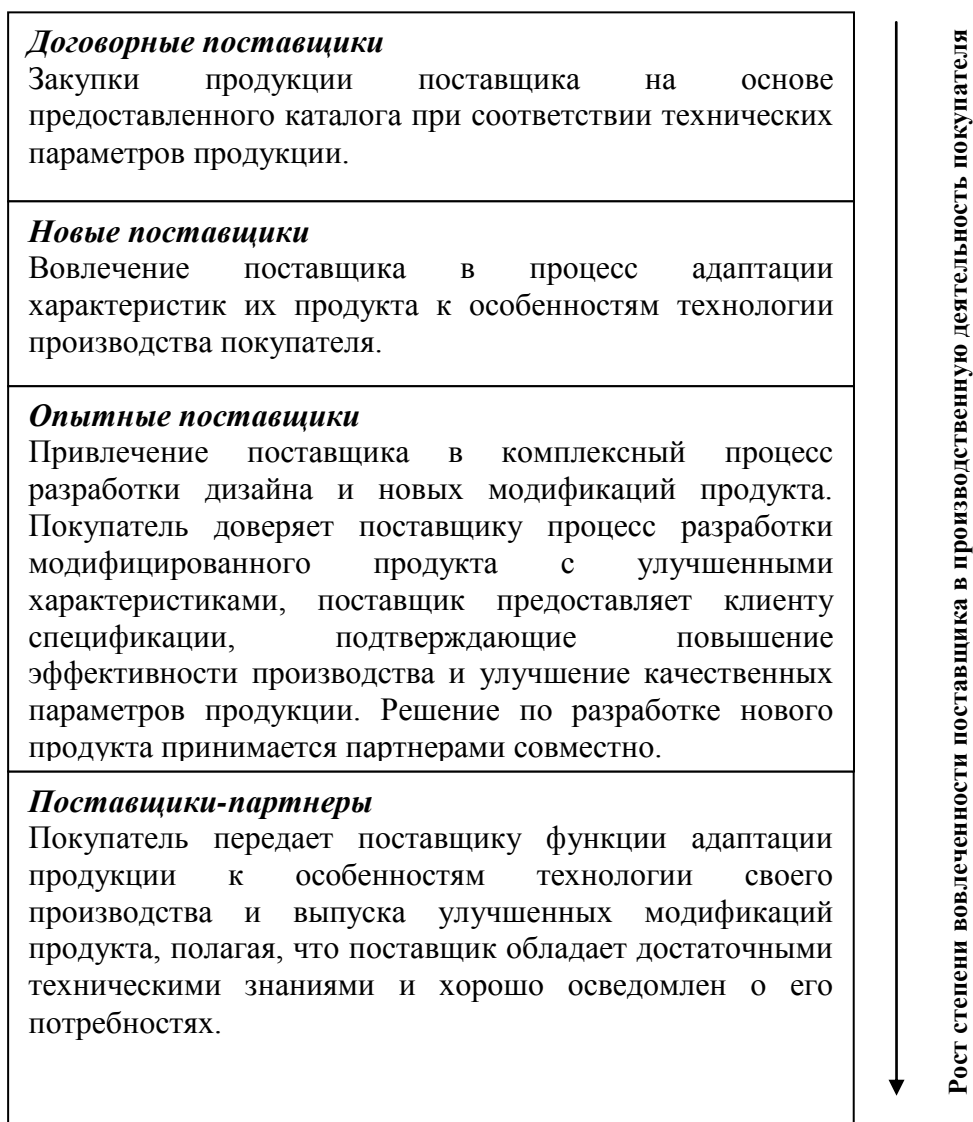 Договорные поставщики
Закупки продукции поставщика на основе
предоставленного каталога при соответствии технических
параметров продукции.
Новые поставщики
Вовлечение поставщика в процесс адаптации
характеристик их продукта к особенностям технологии
производства покупателя.
Опытные поставщики
Привлечение поставщика в комплексный процесс
разработки дизайна и новых модификаций продукта.
Покупатель доверяет поставщику процесс разработки
модифицированного продукта с улучшенными
характеристиками, поставщик предоставляет клиенту
спецификации, подтверждающие повышение
эффективности производства и улучшение качественных
параметров продукции. Решение по разработке нового
продукта принимается партнерами совместно.
Поставщики-партнеры
Покупатель передает поставщику функции адаптации
продукции к особенностям технологии своего
производства и выпуска улучшенных модификаций
продукта, полагая, что поставщик обладает достаточными
техническими знаниями и хорошо осведомлен о его
потребностях.
Рост степени вовлеченности поставщика в производственную деятельность покупателя